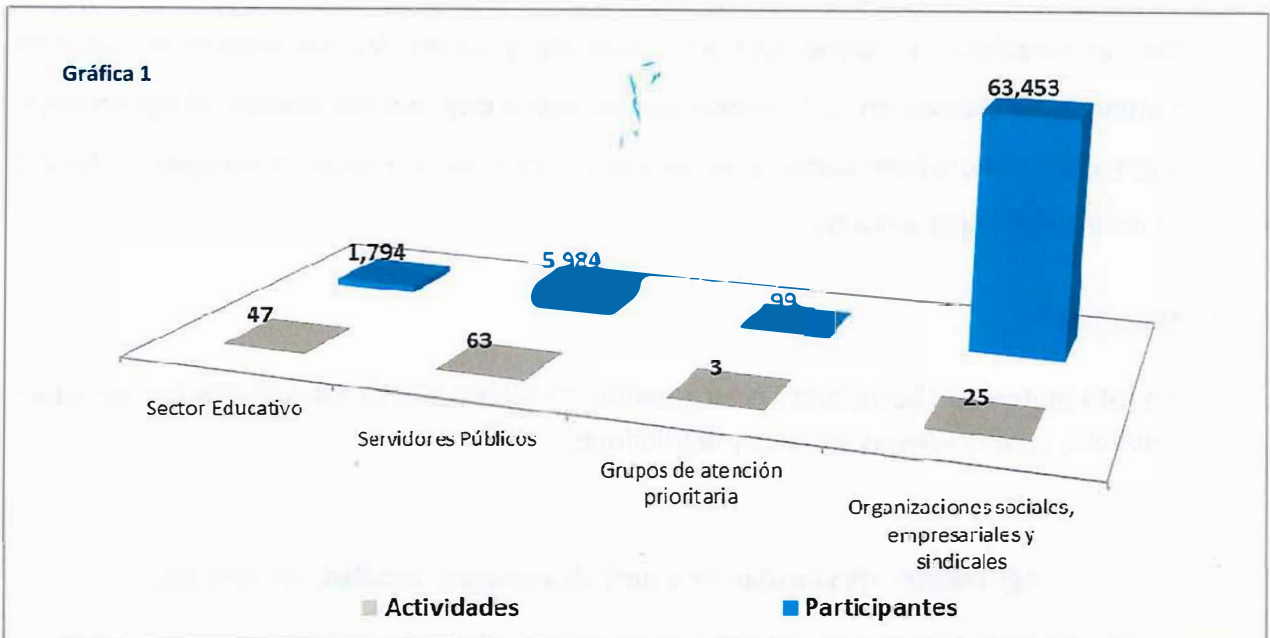 Gráfica 1
63,453
1,794
5 984
99
47
63
3
25
Sector Educativo
Servidores Públicos
Grupos de atención
prioritaria
Organizaciones sociales,
empresariales y
sindicales
Actividades
Participantes